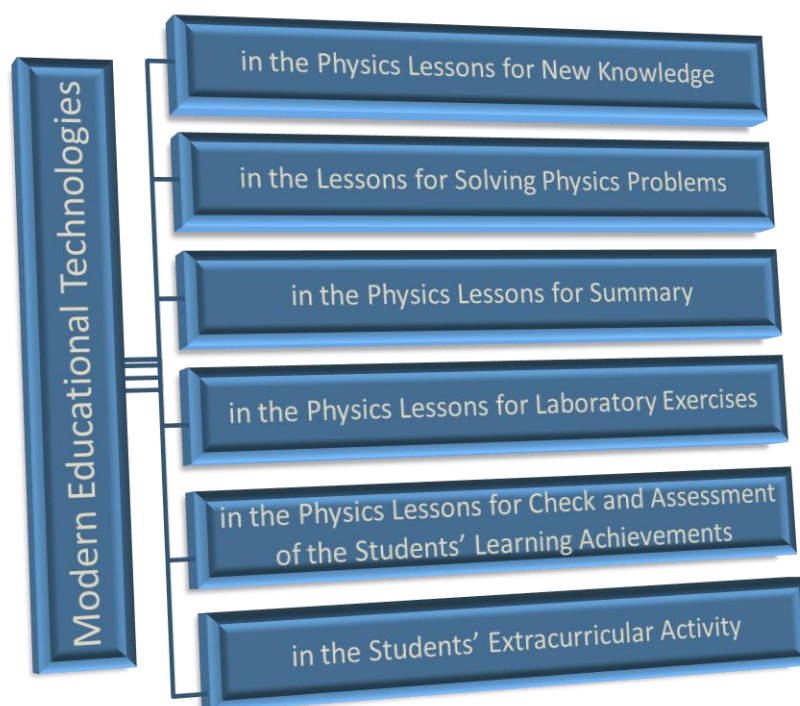 Modern Educational Technologies
in the Physics Lessons for New Knowledge
in the Lessons for Solving Physics Problems
in the Physics Lessons for Summary
in the Physics Lessons for Laboratory Exercises
in the Physics Lessons for Check and Assessment
of the Students’ Learning Achievements
in the Students’ Extracurricular Activity